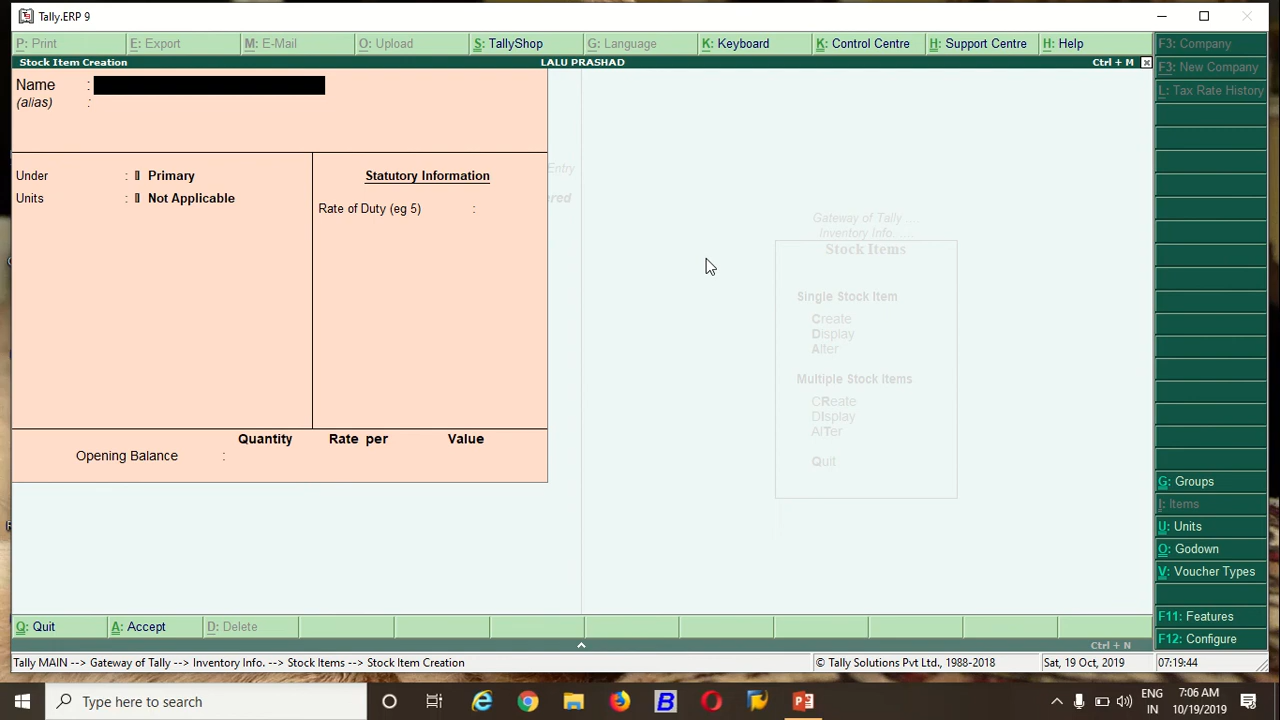 Tally.ERP 9
P: Print
E: Export
M: E-Mail
O: Upload
S: TallyShop
G: Language
K: Keyboard
K: Control Centre
H: Support Centre
H: Help
Stock Item Creation
LALU PRASHAD
Ctrl + M
Name :
(alias) :
Under : Primary
Units : Not Applicable
Statutory Information
Rate of Duty (eg 5) :
Quantity Rate per Value
Opening Balance :
Entry
Gateway of Tally ....
Inventory Info. ....
Stock Items
Single Stock Item
Create
Display
Alter
Multiple Stock Items
CReate
DIsplay
AlTer
Quit
F3: Company
F3: New Company
L: Tax Rate History
G: Groups
I: Items
U: Units
O: Godown
V: Voucher Types
F11: Features
F12: Configure
Q: Quit
A: Accept
D: Delete
Ctrl + N
Tally MAIN --> Gateway of Tally --> Inventory Info. --> Stock Items --> Stock Item Creation
© Tally Solutions Pvt Ltd., 1988-2018
Sat, 19 Oct, 2019
07:19:44
Type here to search
ENG
IN
7:06 AM
10/19/2019